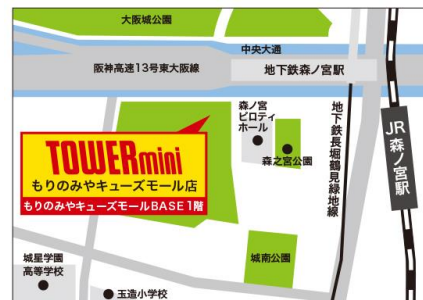 大阪城公園
中央大通
阪神高速13号東大阪線
地下鉄森ノ宮駅
森ノ宮
ピロティ
ホール
森之宮公園
地下鉄長堀鶴見緑地線
JR森ノ宮駅
TOWERmini
もりのみやキューズモール店
もりのみやキューズモールBASE 1階
城星学園
高等学校
玉造小学校
城南公園